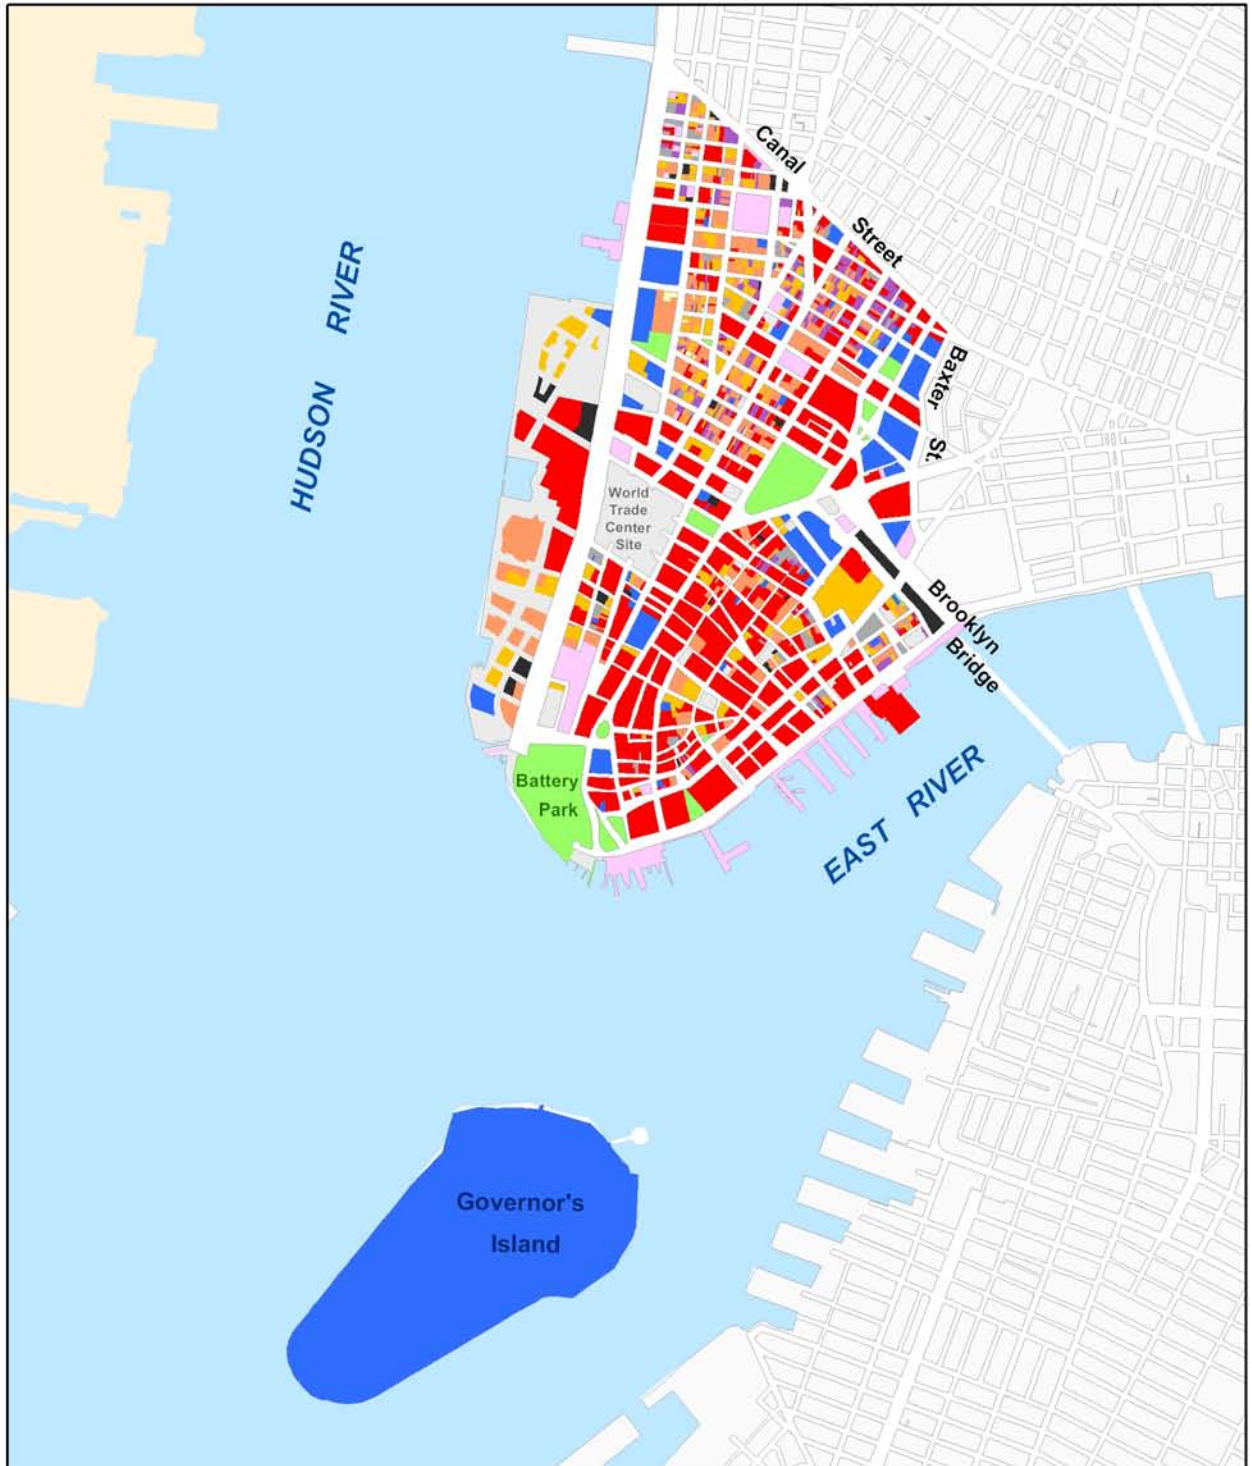 Canal
Street
HUDSON RIVER
Baxter
St.
World
Trade
Center
Site
Brooklyn
Bridge
Battery
Park
EAST RIVER
Governor's
Island